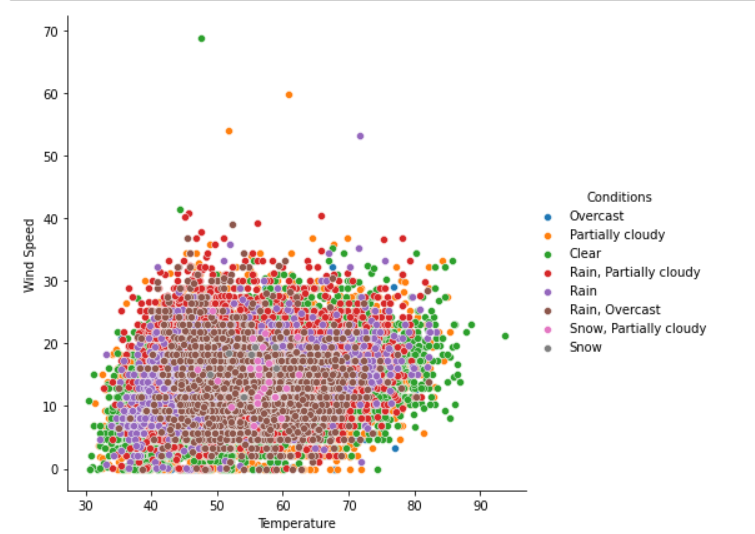 70
60
50
40
30
20
10
0
Wind Speed
30 40 50 60 70 80 90
Temperature
Conditions
Overcast
Partially cloudy
Clear
Rain, Partially cloudy
Rain
Rain, Overcast
Snow, Partially cloudy
Snow